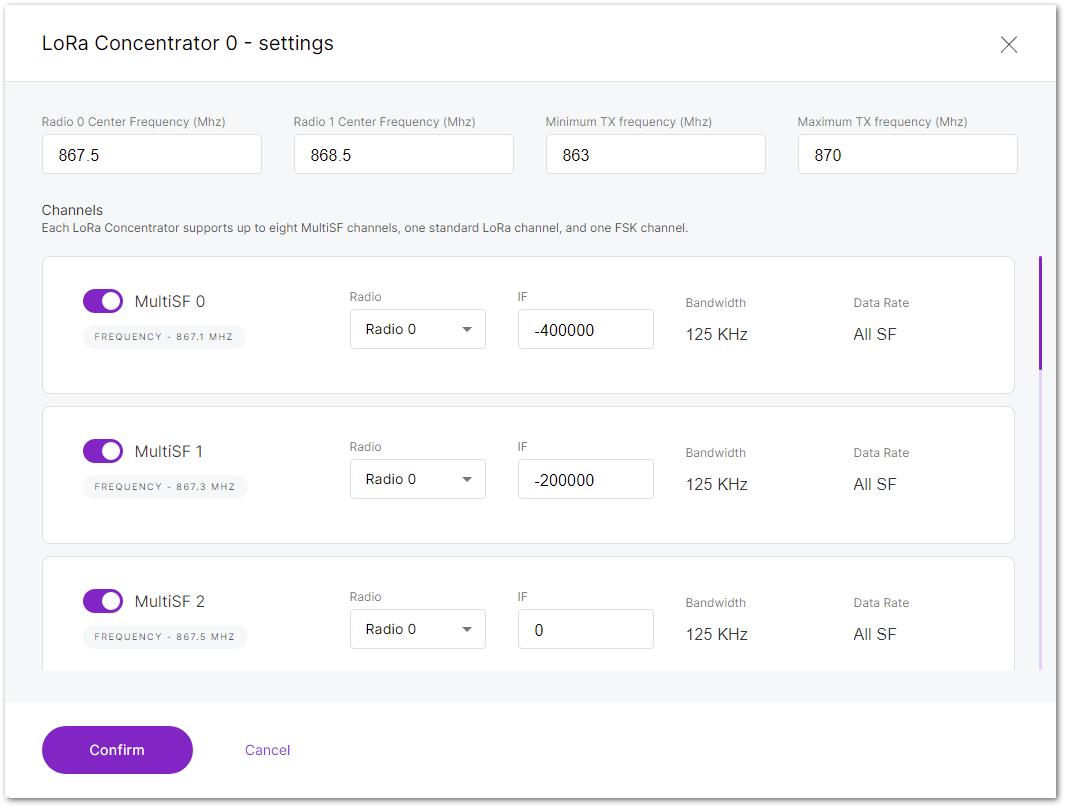 LoRa Concentrator 0 - settings
Radio 0 Center Frequency (Mhz) Radio 1 Center Frequency (Mhz) Minimum TX frequency (Mhz) Maximum TX frequency (Mhz)
867.5 868.5 863 870
Channels
Each LoRa Concentrator supports up to eight MultiSF channels, one standard LoRa channel, and one FSK channel.
Radio IF Bandwidth Data Rate
MultiSF 0 Radio 0 -400000 125 KHz All SF
FREQUENCY - 867.1 MHZ
Radio IF Bandwidth Data Rate
MultiSF 1 Radio 0 -200000 125 KHz All SF
FREQUENCY - 867.3 MHZ
Radio IF Bandwidth Data Rate
MultiSF 2 Radio 0 0 125 KHz All SF
FREQUENCY - 867.5 MHZ
Confirm Cancel